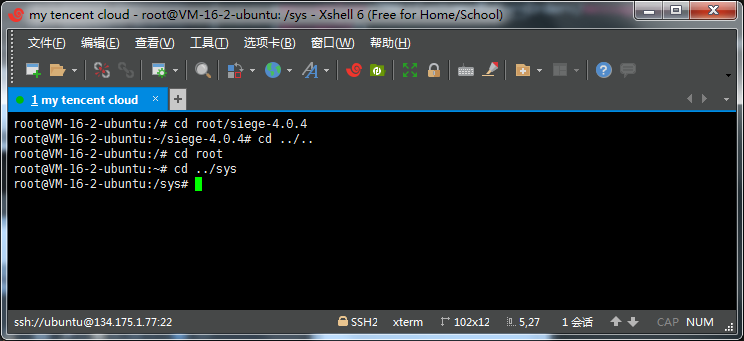 my tencent cloud - root@VM-16-2-ubuntu: /sys - Xshell 6 (Free for Home/School)
文件(F) 编辑(E) 查看(V) 工具(T) 选项卡(B) 窗口(W) 帮助(H)
1 my tencent cloud × +
root@VM-16-2-ubuntu:/# cd root/siege-4.0.4
root@VM-16-2-ubuntu:~/siege-4.0.4# cd ../..
root@VM-16-2-ubuntu:/# cd root
root@VM-16-2-ubuntu:~# cd ../sys
root@VM-16-2-ubuntu:/sys#
ssh://ubuntu@134.175.1.77:22 SSH2 xterm 102x12 5,27 1 会话 CAP NUM